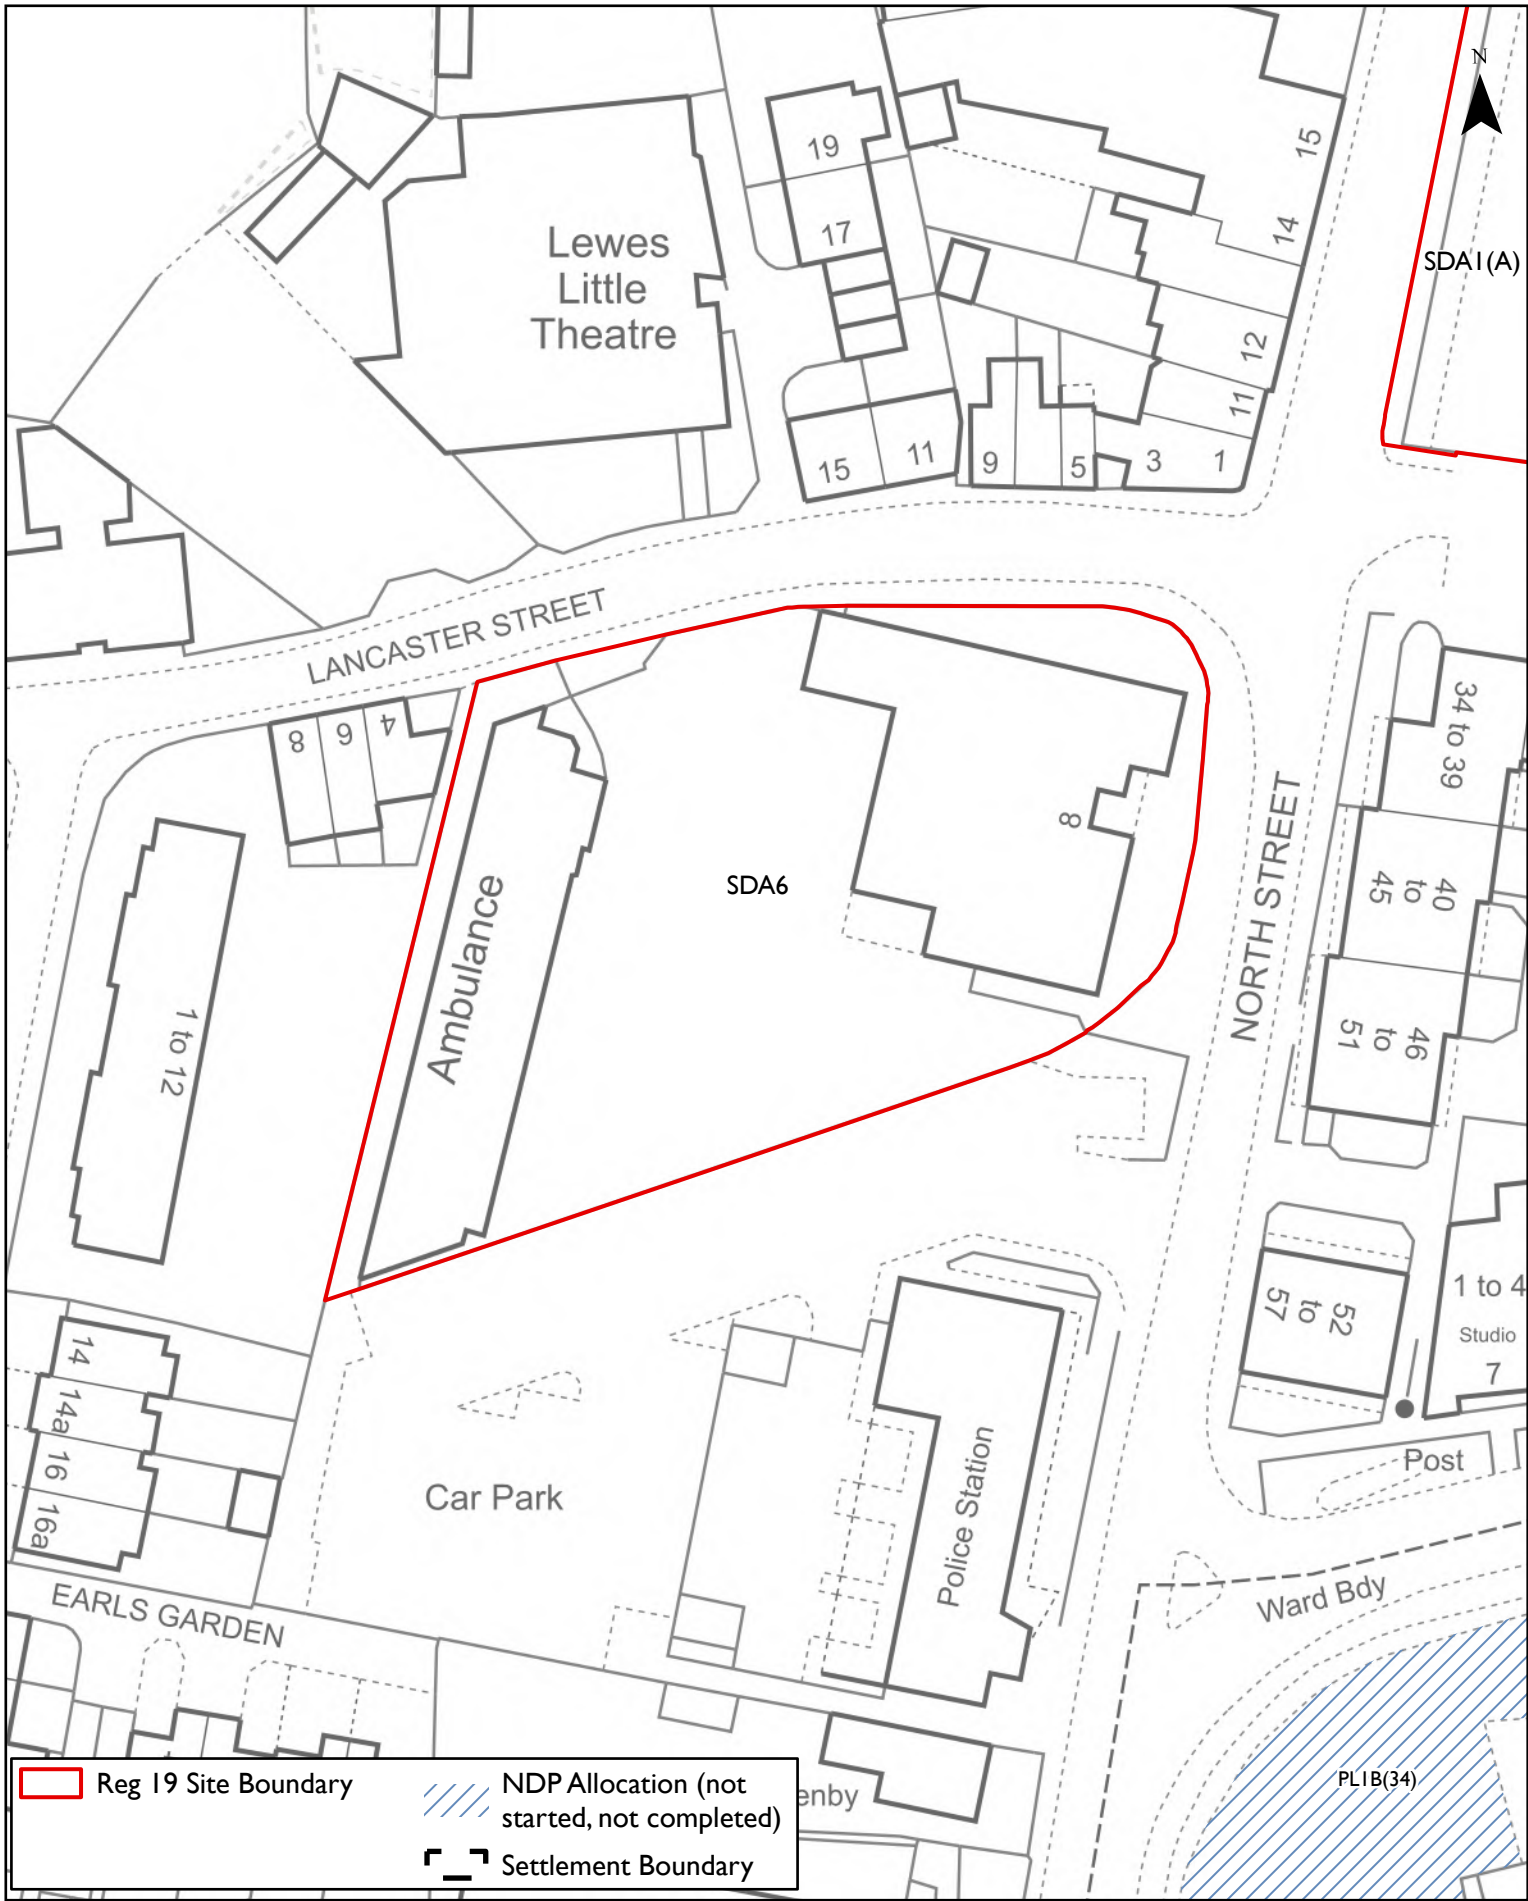 N
15
14
SDA1(A)
12
11
19
17
Lewes
Little
Theatre
15
11
9
5
3
1
LANCASTER STREET
8
6
4
34 to 39
8
SDA6
NORTH STREET
40
to
45
Ambulance
1 to 12
46
to
51
52
to
57
1 to 4
Studio
7
14
14a
16
16a
Car Park
Police Station
Post
EARLS GARDEN
Ward Bdy
PL1B(34)
enby
Reg 19 Site Boundary
NDP Allocation (not
started, not completed)
Settlement Boundary